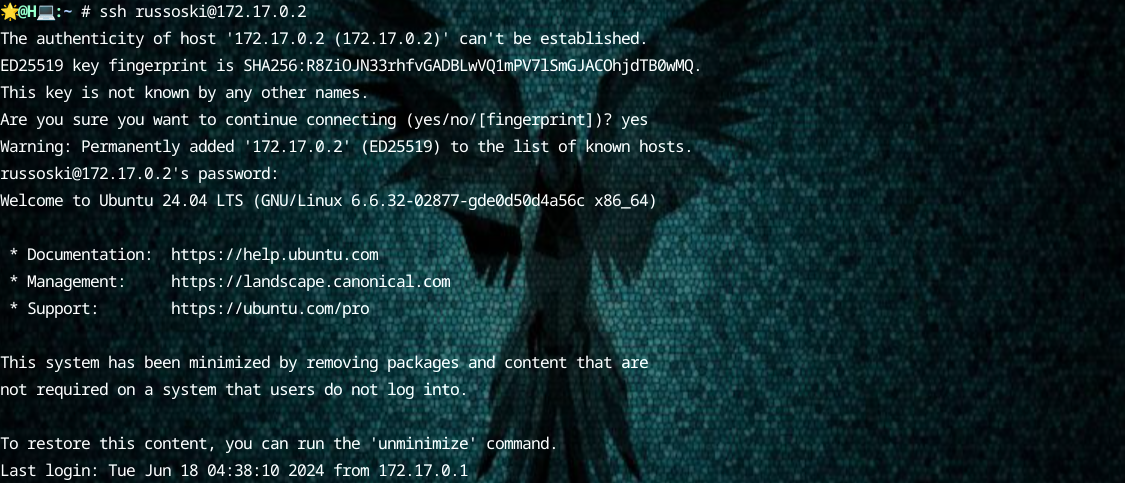 🌟@H💻:~ # ssh russoski@172.17.0.2
The authenticity of host '172.17.0.2 (172.17.0.2)' can't be established.
ED25519 key fingerprint is SHA256:R8ZiOJN33rhfvGADBLwVQ1mPV7lSmGJACOhjdTB0wMQ.
This key is not known by any other names.
Are you sure you want to continue connecting (yes/no/[fingerprint])? yes
Warning: Permanently added '172.17.0.2' (ED25519) to the list of known hosts.
russoski@172.17.0.2's password:
Welcome to Ubuntu 24.04 LTS (GNU/Linux 6.6.32-02877-gde0d50d4a56c x86_64)
* Documentation:  https://help.ubuntu.com
* Management:     https://landscape.canonical.com
* Support:        https://ubuntu.com/pro
This system has been minimized by removing packages and content that are
not required on a system that users do not log into.
To restore this content, you can run the 'unminimize' command.
Last login: Tue Jun 18 04:38:10 2024 from 172.17.0.1